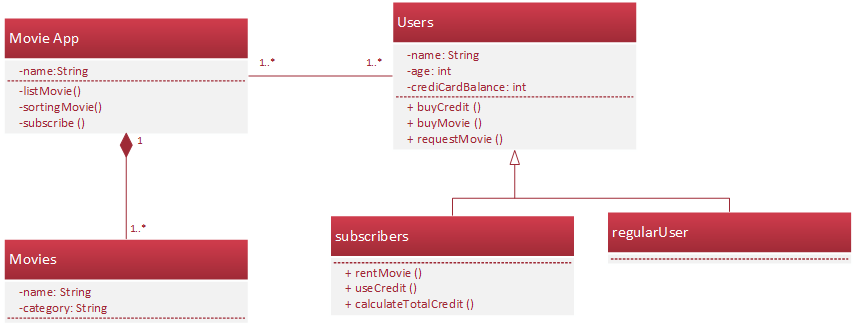 Movie App
-name:String
-listMovie()
-sortingMovie()
-subscribe ()
1..*
1..*
Users
-name: String
-age: int
-crediCardBalance: int
+ buyCredit ()
+ buyMovie ()
+ requestMovie ()
1
1..*
Movies
-name: String
-category: String
subscribers
+ rentMovie ()
+ useCredit ()
+ calculateTotalCredit ()
regularUser